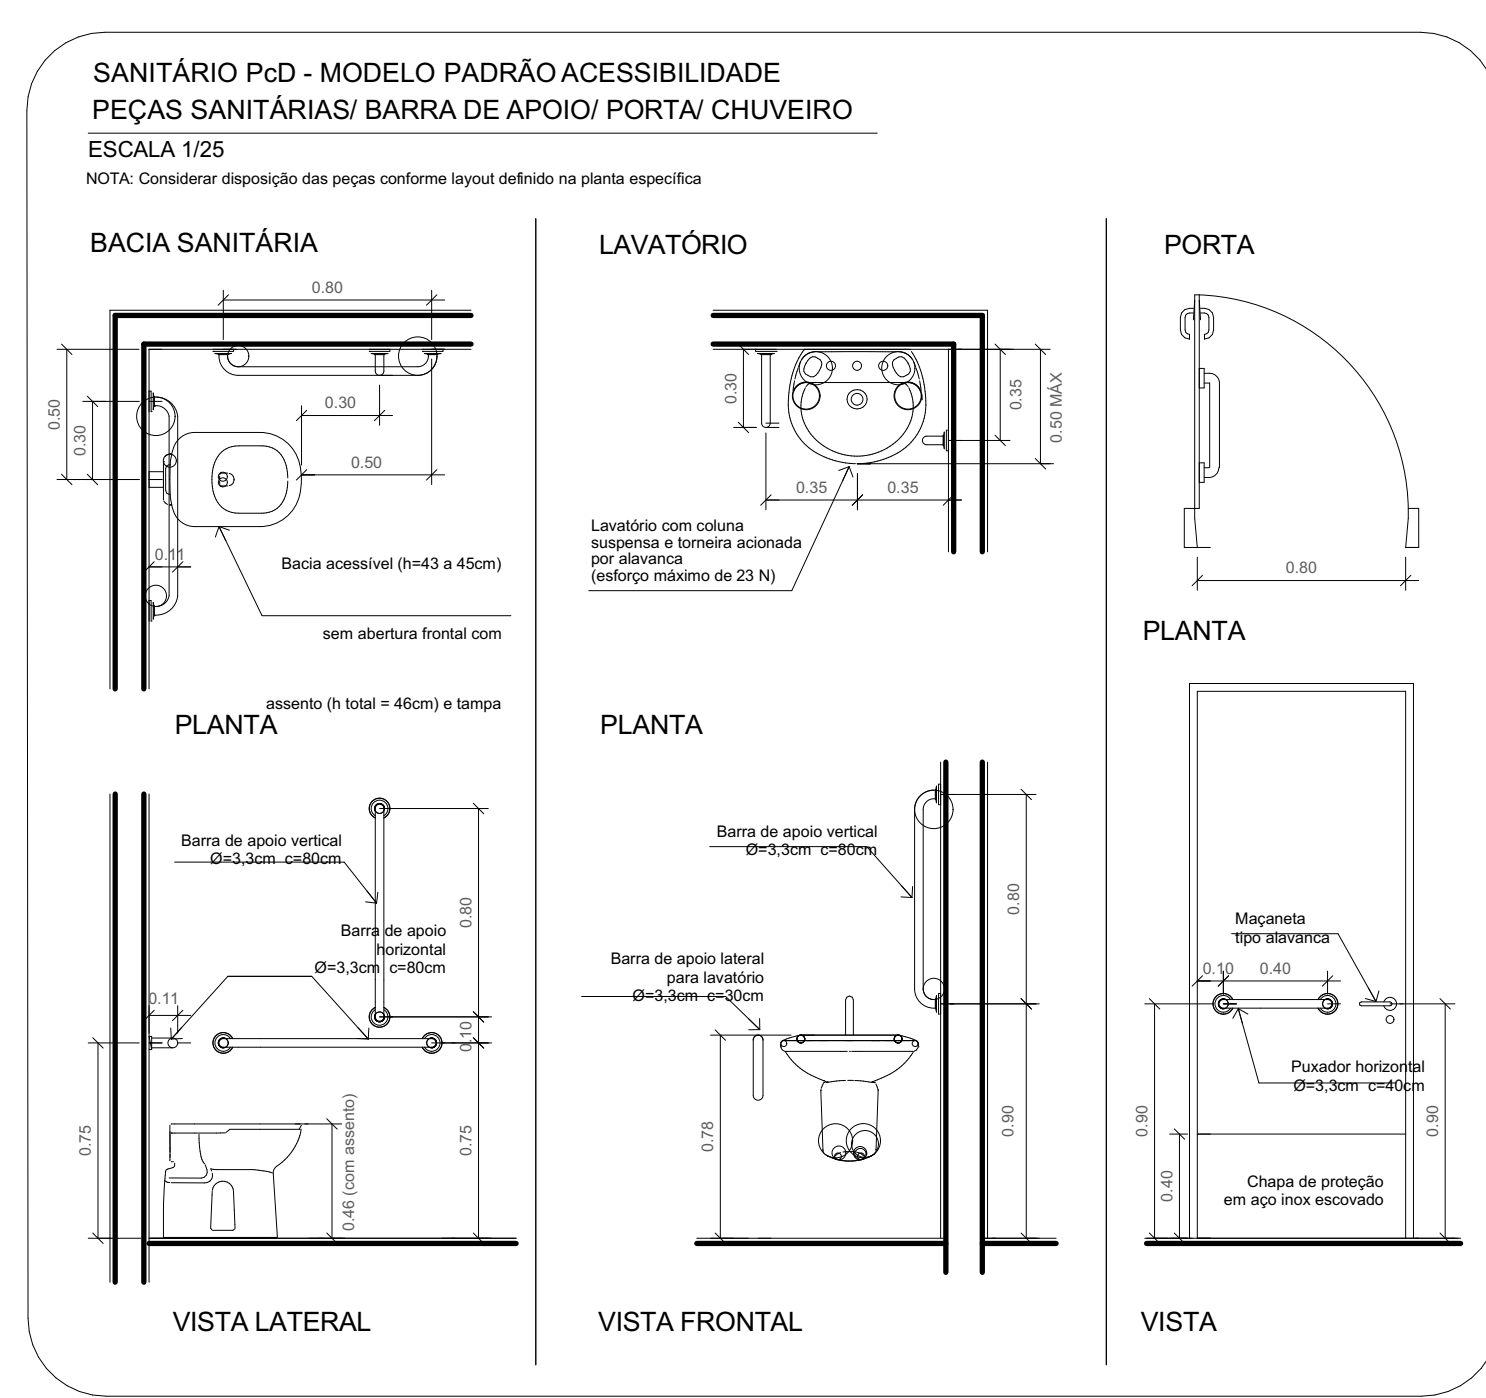 SANITÁRIO PcD - MODELO PADRÃO ACESSIBILIDADE
PEÇAS SANITÁRIAS/ BARRA DE APOIO/ PORTA/ CHUVEIRO
ESCALA 1/25
NOTA: Considerar disposição das peças conforme layout definido na planta específica
BACIA SANITÁRIA
0.80
0.50
0.30
0.30
0.50
0.11
Bacia acessível (h=43 a 45cm)
sem abertura frontal com
assento (h total = 46cm) e tampa
PLANTA
Barra de apoio vertical
Ø=3,3cm c=80cm
Barra de apoio
horizontal
Ø=3,3cm c=80cm
0.80
0.11
0.10
0.75
0.46 (com assento)
0.75
VISTA LATERAL
LAVATÓRIO
0.30
0.35
0.50 MÁX
0.35
0.35
Lavatório com coluna
suspensa e torneira acionada
por alavanca
(esforço máximo de 23 N)
PLANTA
Barra de apoio vertical
Ø=3,3cm c=80cm
0.80
Barra de apoio lateral
para lavatório
Ø=3,3cm c=30cm
0.78
0.90
VISTA FRONTAL
PORTA
0.80
PLANTA
Maçaneta
tipo alavanca
0.10
0.40
Puxador horizontal
Ø=3,3cm c=40cm
0.90
0.90
0.40
Chapa de proteção
em aço inox escovado
VISTA